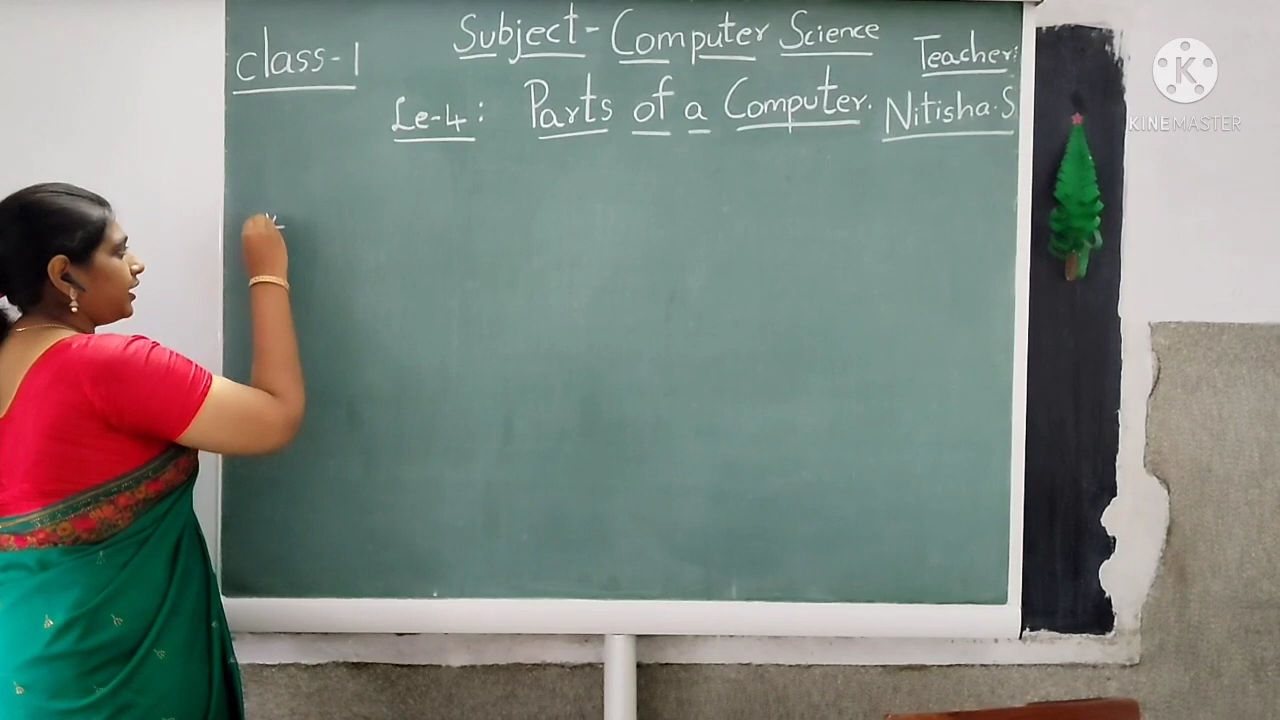 class-1
Subject- Computer Science
Teacher:
Le-4: Parts of a Computer.
Nitisha.S
K
KINEMASTER